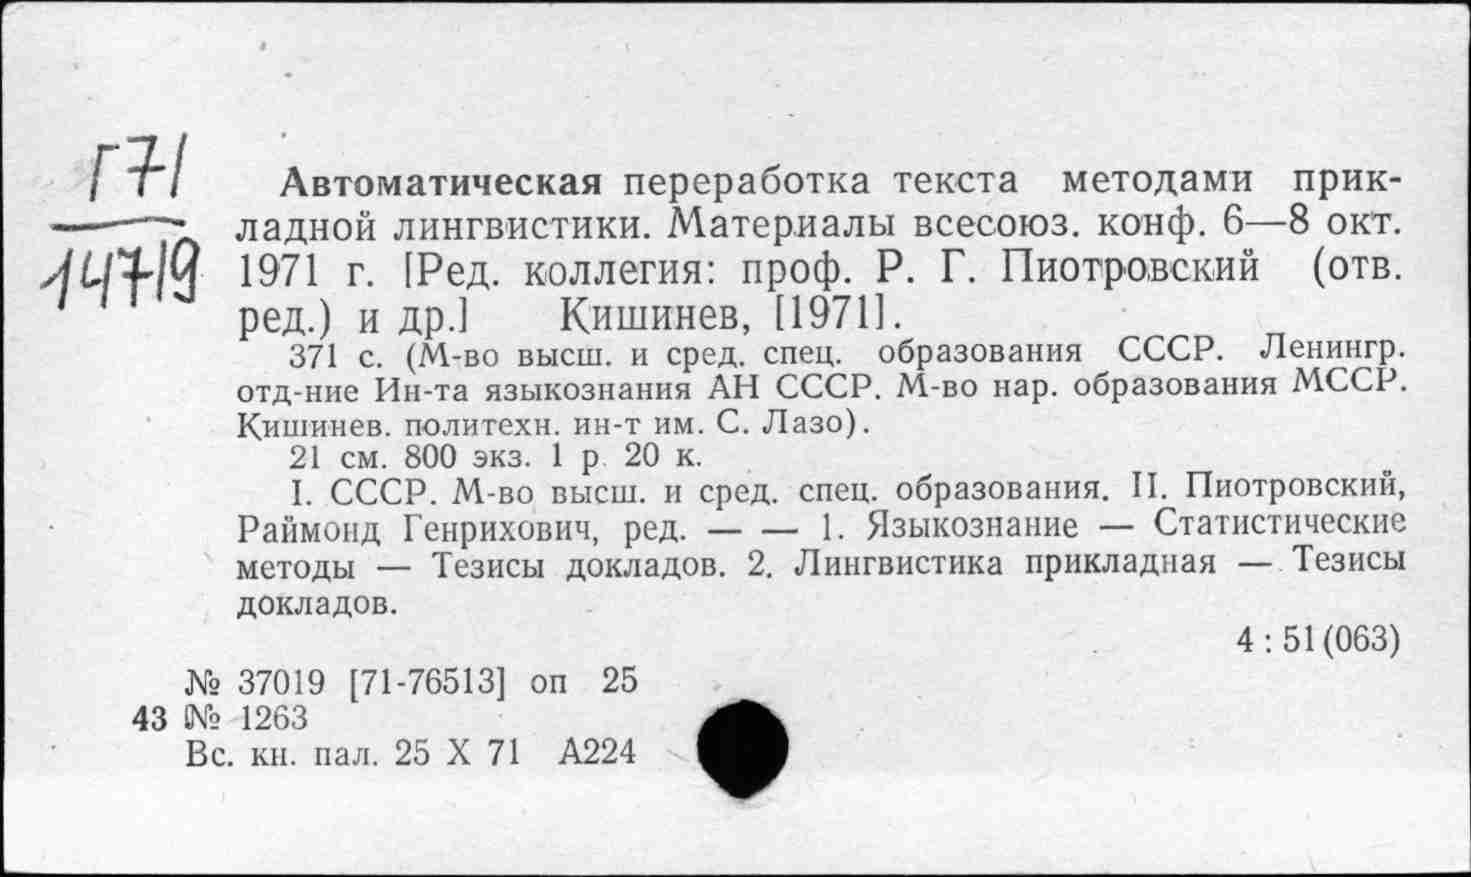 Г71
14719
Автоматическая переработка текста методами прик-
ладной лингвистики. Материалы всесоюз. конф. 6—8 окт.
1971 г. [Ред. коллегия: проф. Р. Г. Пиотровский (отв.
ред.) и др.] Кишинев, [1971].
371 с. (М-во высш. и сред. спец. образования СССР. Ленингр.
отд-ние Ин-та языкознания АН СССР. М-во нар. образования МССР.
Кишинев. политехн. ин-т им. С. Лазо).
21 см. 800 экз. 1 р 20 к.
I. СССР. М-во высш. и сред. спец. образования. II. Пиотровский,
Раймонд Генрихович, ред. — — 1. Языкознание — Статистические
методы — Тезисы докладов. 2. Лингвистика прикладная — Тезисы
докладов.
4 : 51 (063)
№ 37019 [71-76513] оп 25
43 № 1263
Вс. кн. пал. 25 X 71 А224